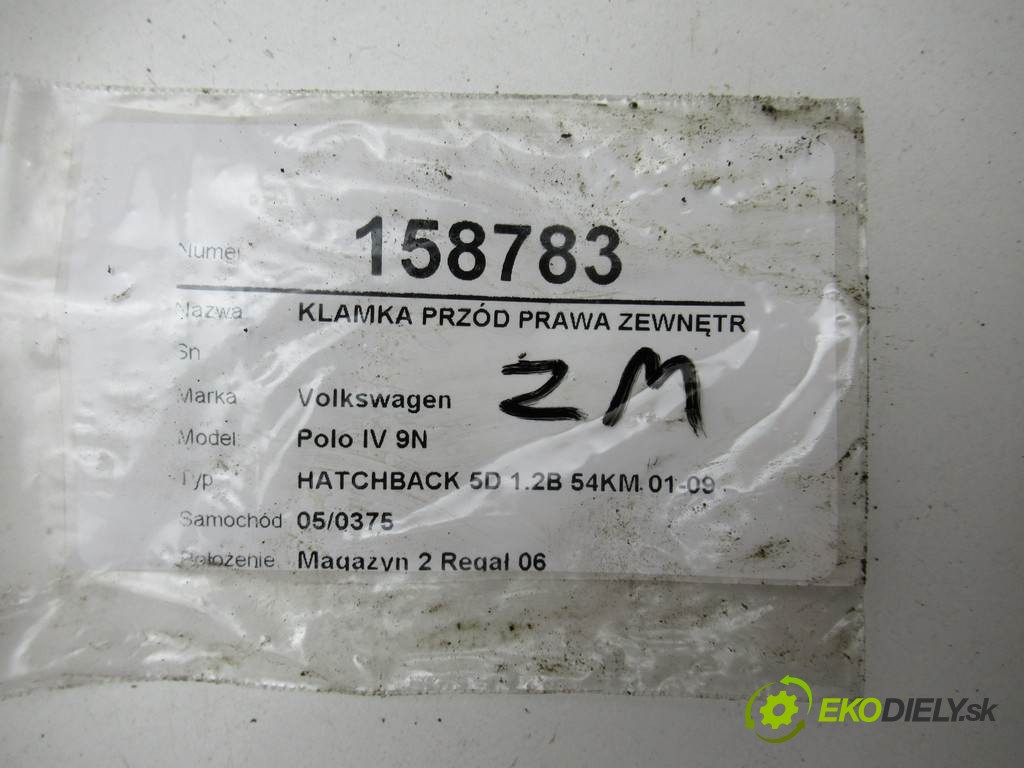 Numer 158783
Nazwa KLAMKA PRZÓD PRAWA ZEWNĘTR
Sn
ZM
Marka Volkswagen
Model Polo IV 9N
Typ HATCHBACK 5D 1.2B 54KM 01-09
Samochód 05/0375
Położenie Magazyn 2 Regał 06
EKODIELY.sk